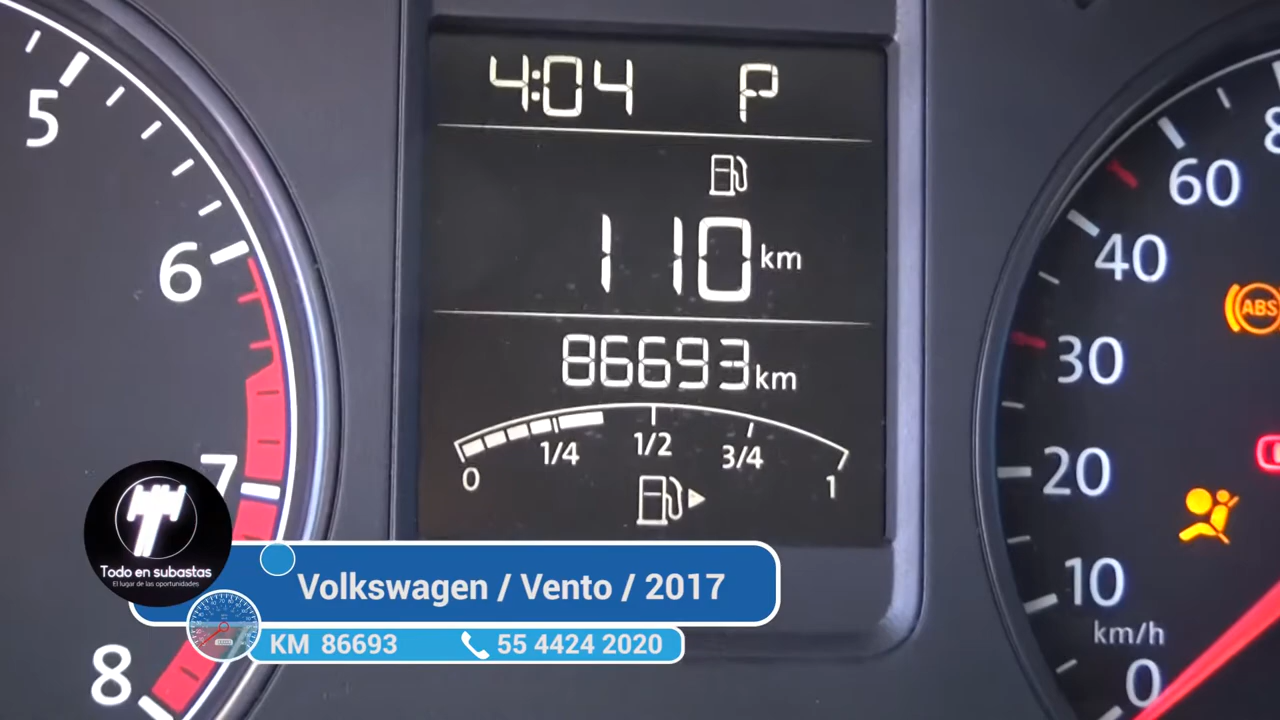 4:04 P
110 km
86693 km
0 1/4 1/2 3/4 1
5
6
7
8
60
40
30
20
10
km/h
0
ABS
Todo en subastas
El lugar de las oportunidades
Volkswagen / Vento / 2017
KM 86693
55 4424 2020